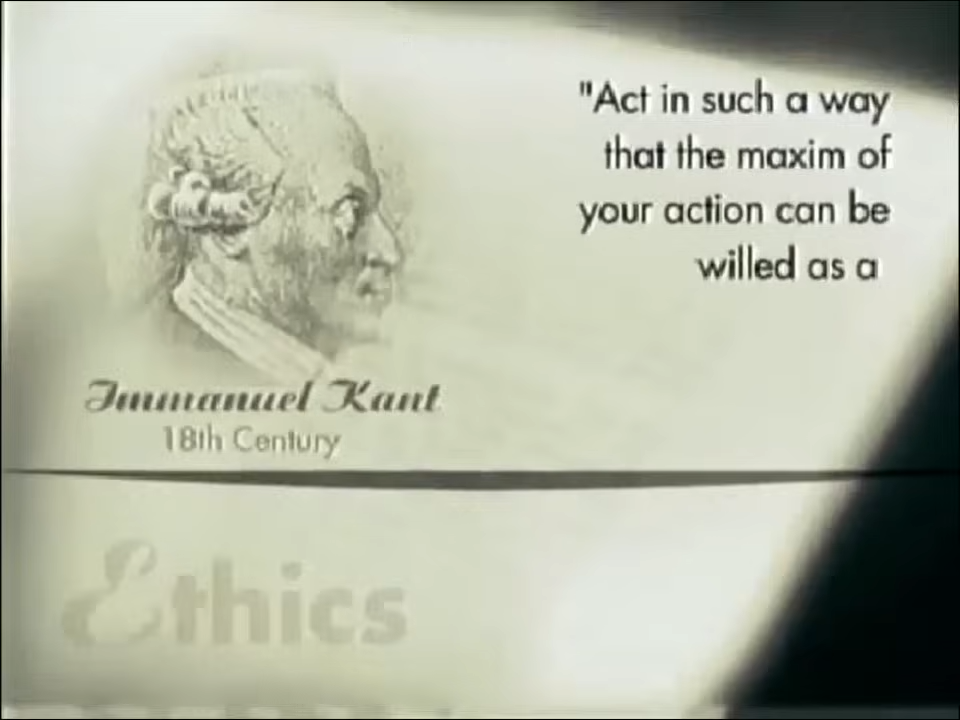 "Act in such a way
that the maxim of
your action can be
willed as a
Immanuel Kant
18th Century
Ethics